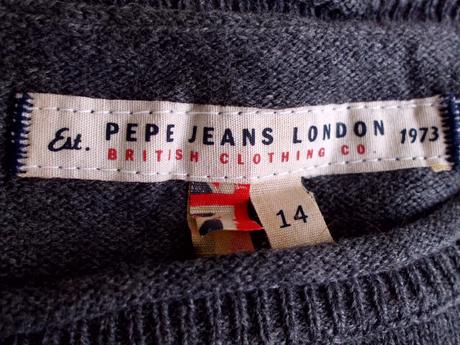 Est. PEPE JEANS LONDON 1973
BRITISH CLOTHING CO.
14